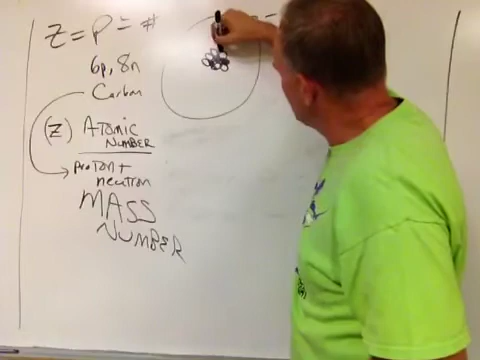 Z = P = #
6p, 8n
Carbon
(Z) ATOMIC
NUMBER
proton +
neutron
MASS
NUMBER